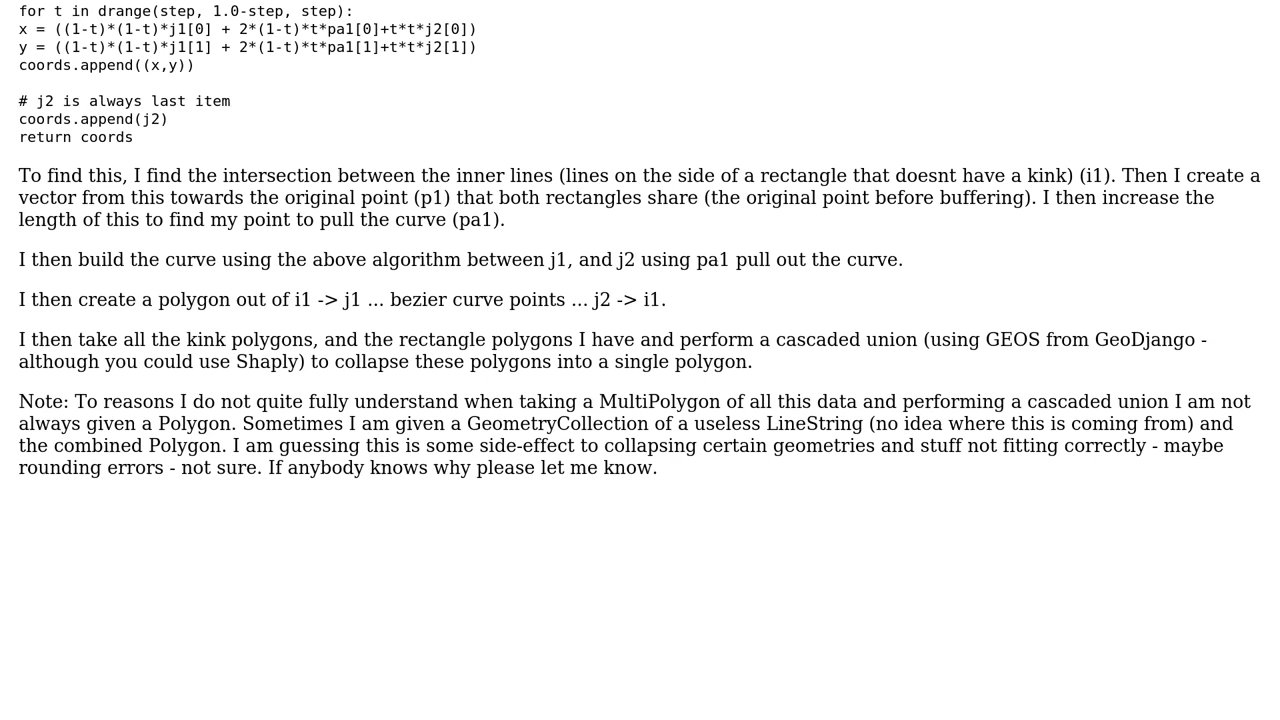 for t in drange(step, 1.0-step, step):
x = ((1-t)*(1-t)*j1[0] + 2*(1-t)*t*pa1[0]+t*t*j2[0])
y = ((1-t)*(1-t)*j1[1] + 2*(1-t)*t*pa1[1]+t*t*j2[1])
coords.append((x,y))
# j2 is always last item
coords.append(j2)
return coords
To find this, I find the intersection between the inner lines (lines on the side of a rectangle that doesnt have a kink) (i1). Then I create a
vector from this towards the original point (p1) that both rectangles share (the original point before buffering). I then increase the
length of this to find my point to pull the curve (pa1).
I then build the curve using the above algorithm between j1, and j2 using pa1 pull out the curve.
I then create a polygon out of i1 -> j1 ... bezier curve points ... j2 -> i1.
I then take all the kink polygons, and the rectangle polygons I have and perform a cascaded union (using GEOS from GeoDjango -
although you could use Shaply) to collapse these polygons into a single polygon.
Note: To reasons I do not quite fully understand when taking a MultiPolygon of all this data and performing a cascaded union I am not
always given a Polygon. Sometimes I am given a GeometryCollection of a useless LineString (no idea where this is coming from) and
the combined Polygon. I am guessing this is some side-effect to collapsing certain geometries and stuff not fitting correctly - maybe
rounding errors - not sure. If anybody knows why please let me know.